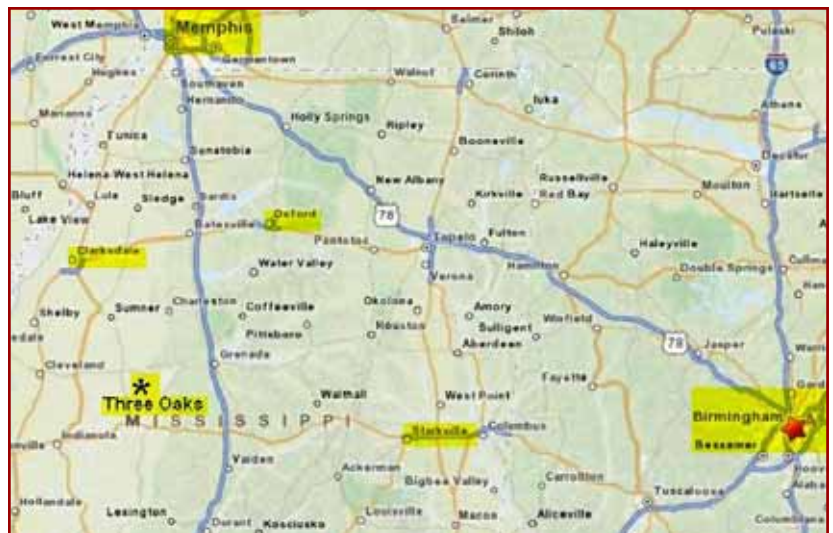 Memphis
West Memphis
Selmer
Shiloh
Pulaski
Forrest City
Germantown
65
Hughes
Southaven
Walnut
Corinth
Hernando
Iuka
Athens
Marianna
Holly Springs
Ripley
Tunica
Booneville
Decatur
Senatobia
Helena-West Helena
New Albany
Russellville
Moulton
Bluff
Lula
Sledge
Sardis
Kirkville
Red Bay
Hartselle
Lake View
Oxford
78
Batesville
Pontotoc
Tupelo
Fulton
Haleyville
Clarksdale
Water Valley
Verona
Hamilton
Double Springs
Shelby
Sumner
Charleston
Coffeeville
Okolona
Amory
Pittsboro
Houston
Sulligent
Winfield
Aberdeen
78
Jasper
Cleveland
Grenada
Fayette
*
Three Oaks
Walthall
West Point
MISSISSIPPI
Birmingham
Indianola
Starkville
Columbus
Bessemer
Vaiden
Ackerman
Bigbee Valley
Carrollton
Tuscaloosa
Hollandale
Lexington
Durant
Kosciusko
Louisville
Macon
Aliceville
Columbiana